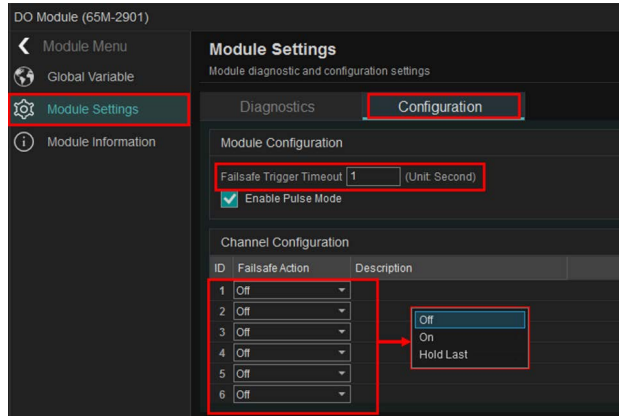 DO Module (65M-2901)
Module Menu
Global Variable
Module Settings
Module Information
Module Settings
Module diagnostic and configuration settings
Diagnostics
Configuration
Module Configuration
Failsafe Trigger Timeout 1 (Unit: Second)
Enable Pulse Mode
Channel Configuration
ID Failsafe Action Description
1 Off
2 Off
3 Off
4 Off
5 Off
6 Off
Off
On
Hold Last